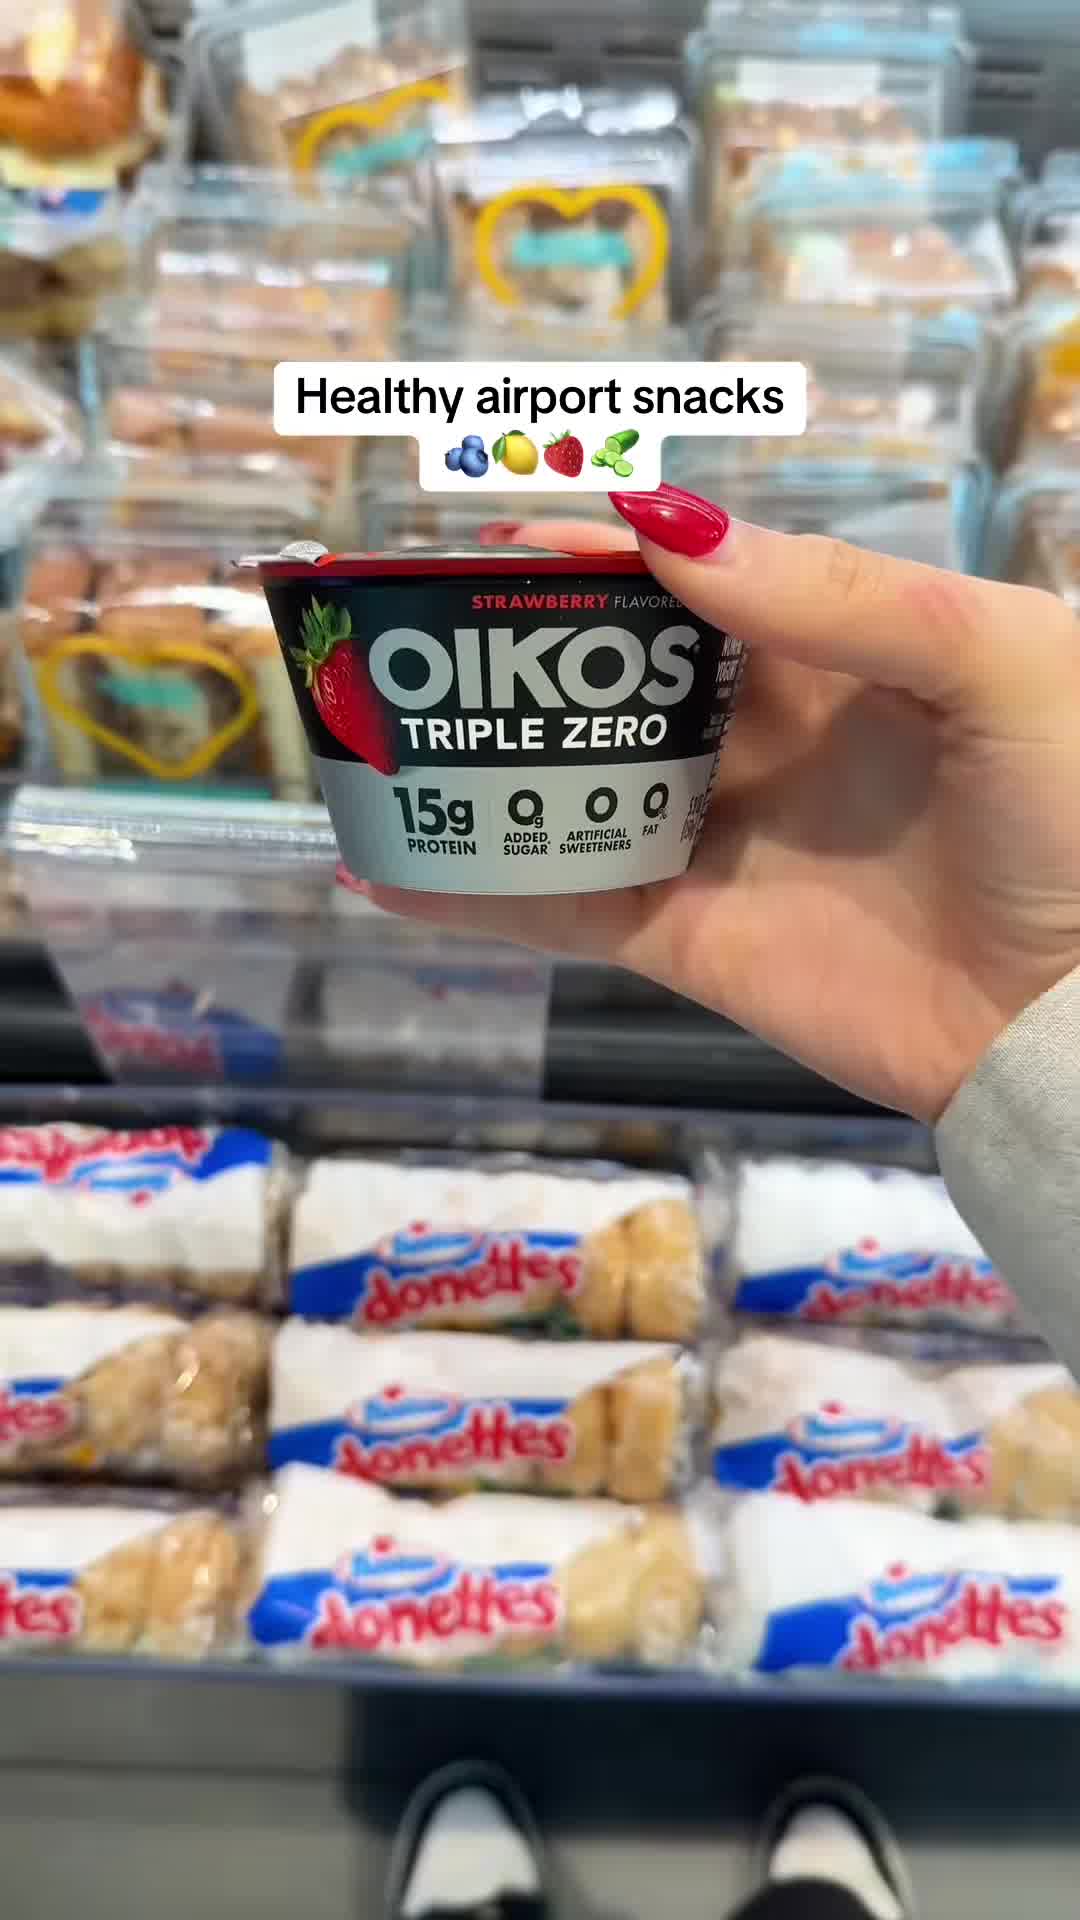 Healthy airport snacks
STRAWBERRY FLAVORED
OIKOS
TRIPLE ZERO
15g
PROTEIN
0g
ADDED
SUGAR*
0
ARTIFICIAL
SWEETENERS
0%
FAT
donettes
donettes
donettes
donettes
donettes
donettes